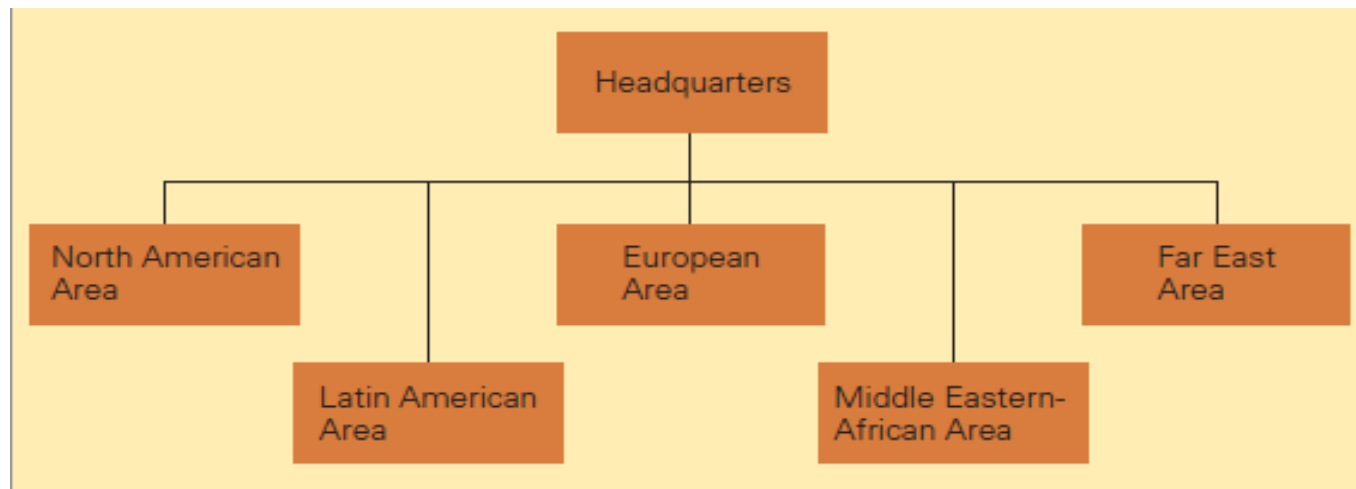 Headquarters
North American
Area
European
Area
Far East
Area
Latin American
Area
Middle Eastern-
African Area